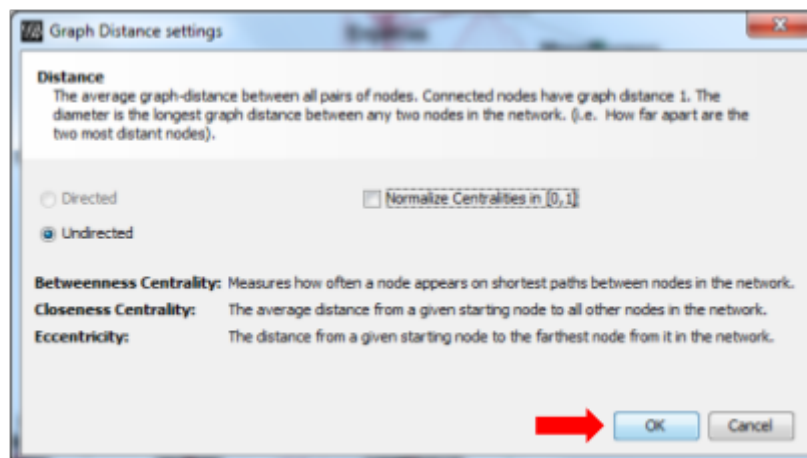 Graph Distance settings
Distance
The average graph-distance between all pairs of nodes. Connected nodes have graph distance 1. The
diameter is the longest graph distance between any two nodes in the network. (i.e. How far apart are the
two most distant nodes).
Directed
Normalize Centralities in [0,1]
Undirected
Betweenness Centrality: Measures how often a node appears on shortest paths between nodes in the network.
Closeness Centrality: The average distance from a given starting node to all other nodes in the network.
Eccentricity: The distance from a given starting node to the farthest node from it in the network.
OK Cancel